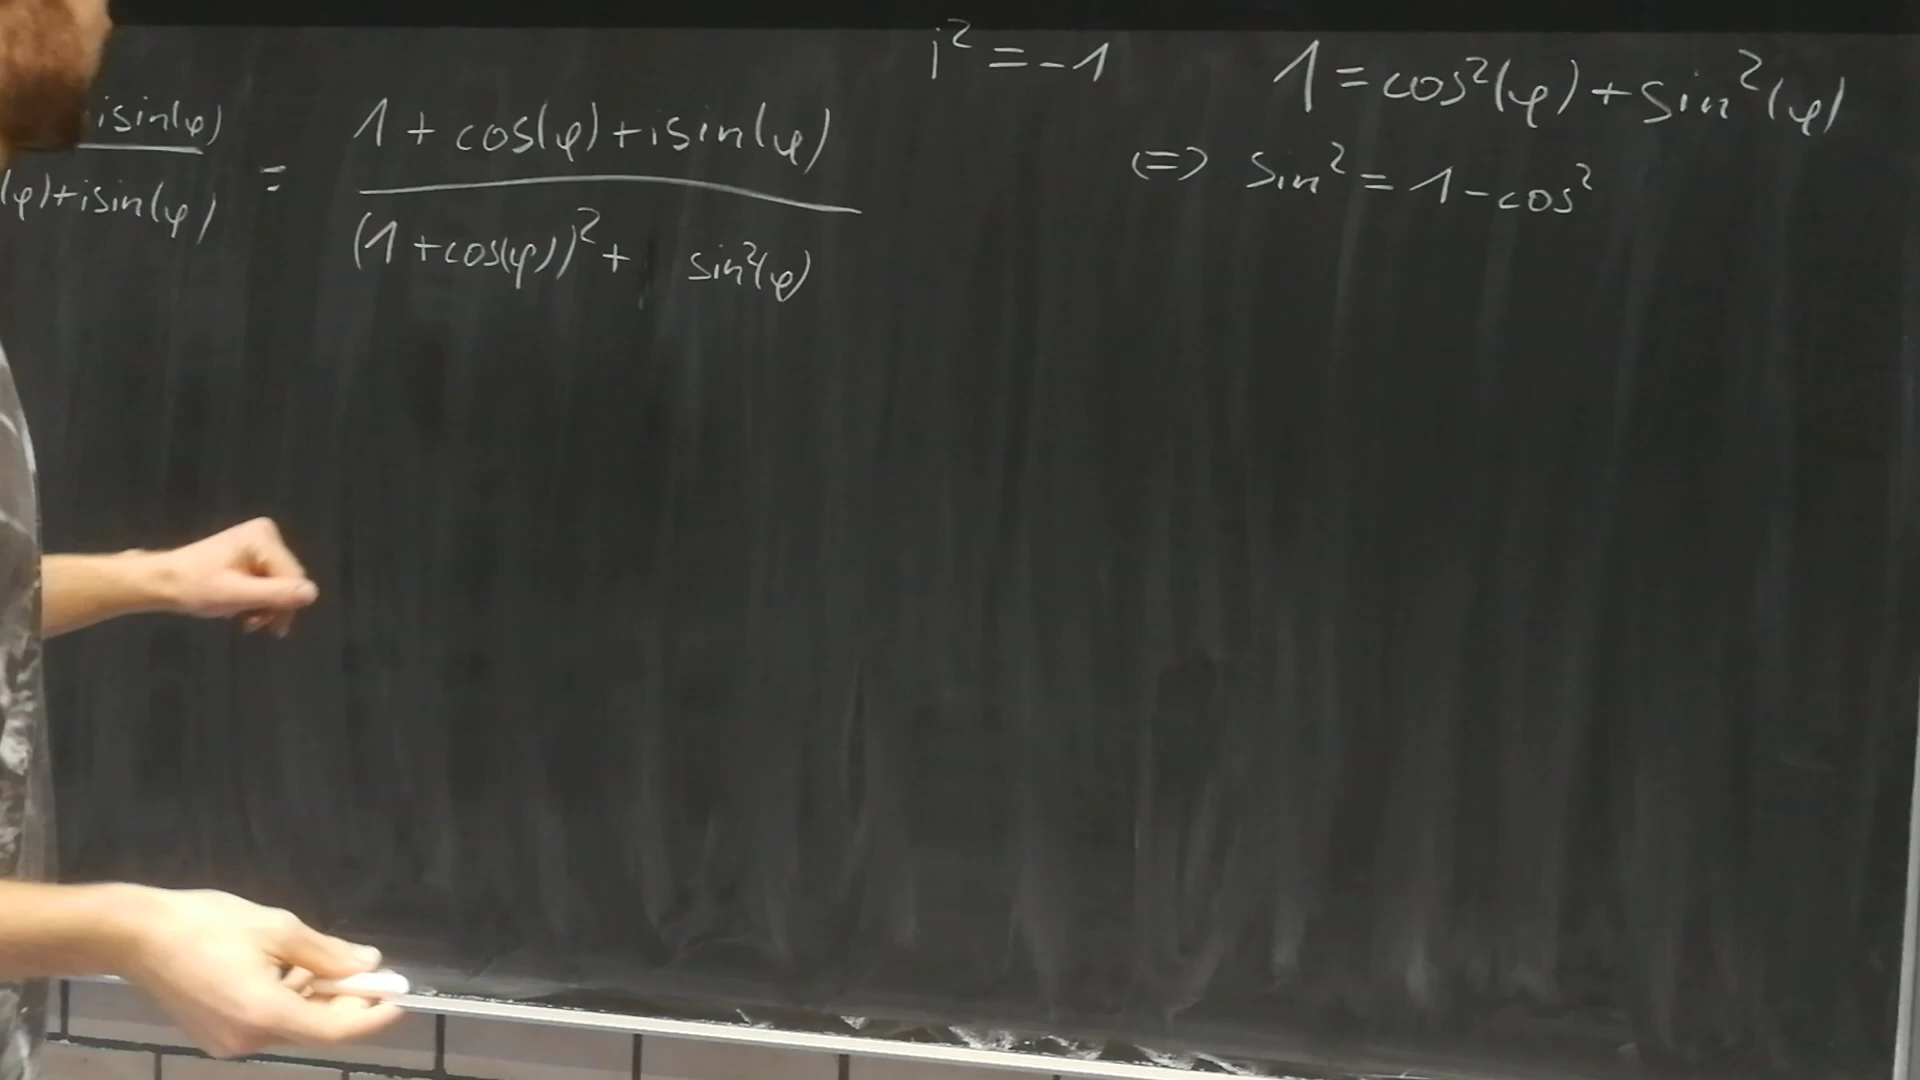 i² = -1
1 = cos²(φ) + sin²(φ)
⇔ sin² = 1 - cos²
isin(φ)
(φ)+isin(φ)
=
1 + cos(φ) + isin(φ)
(1 + cos(φ))² + sin²(φ)